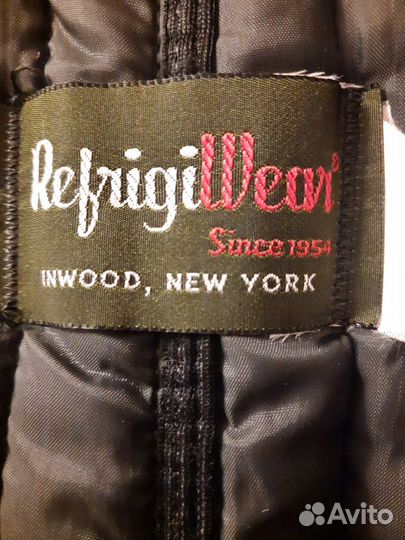 RefrigiWear®
Since 1954
INWOOD, NEW YORK
Avito